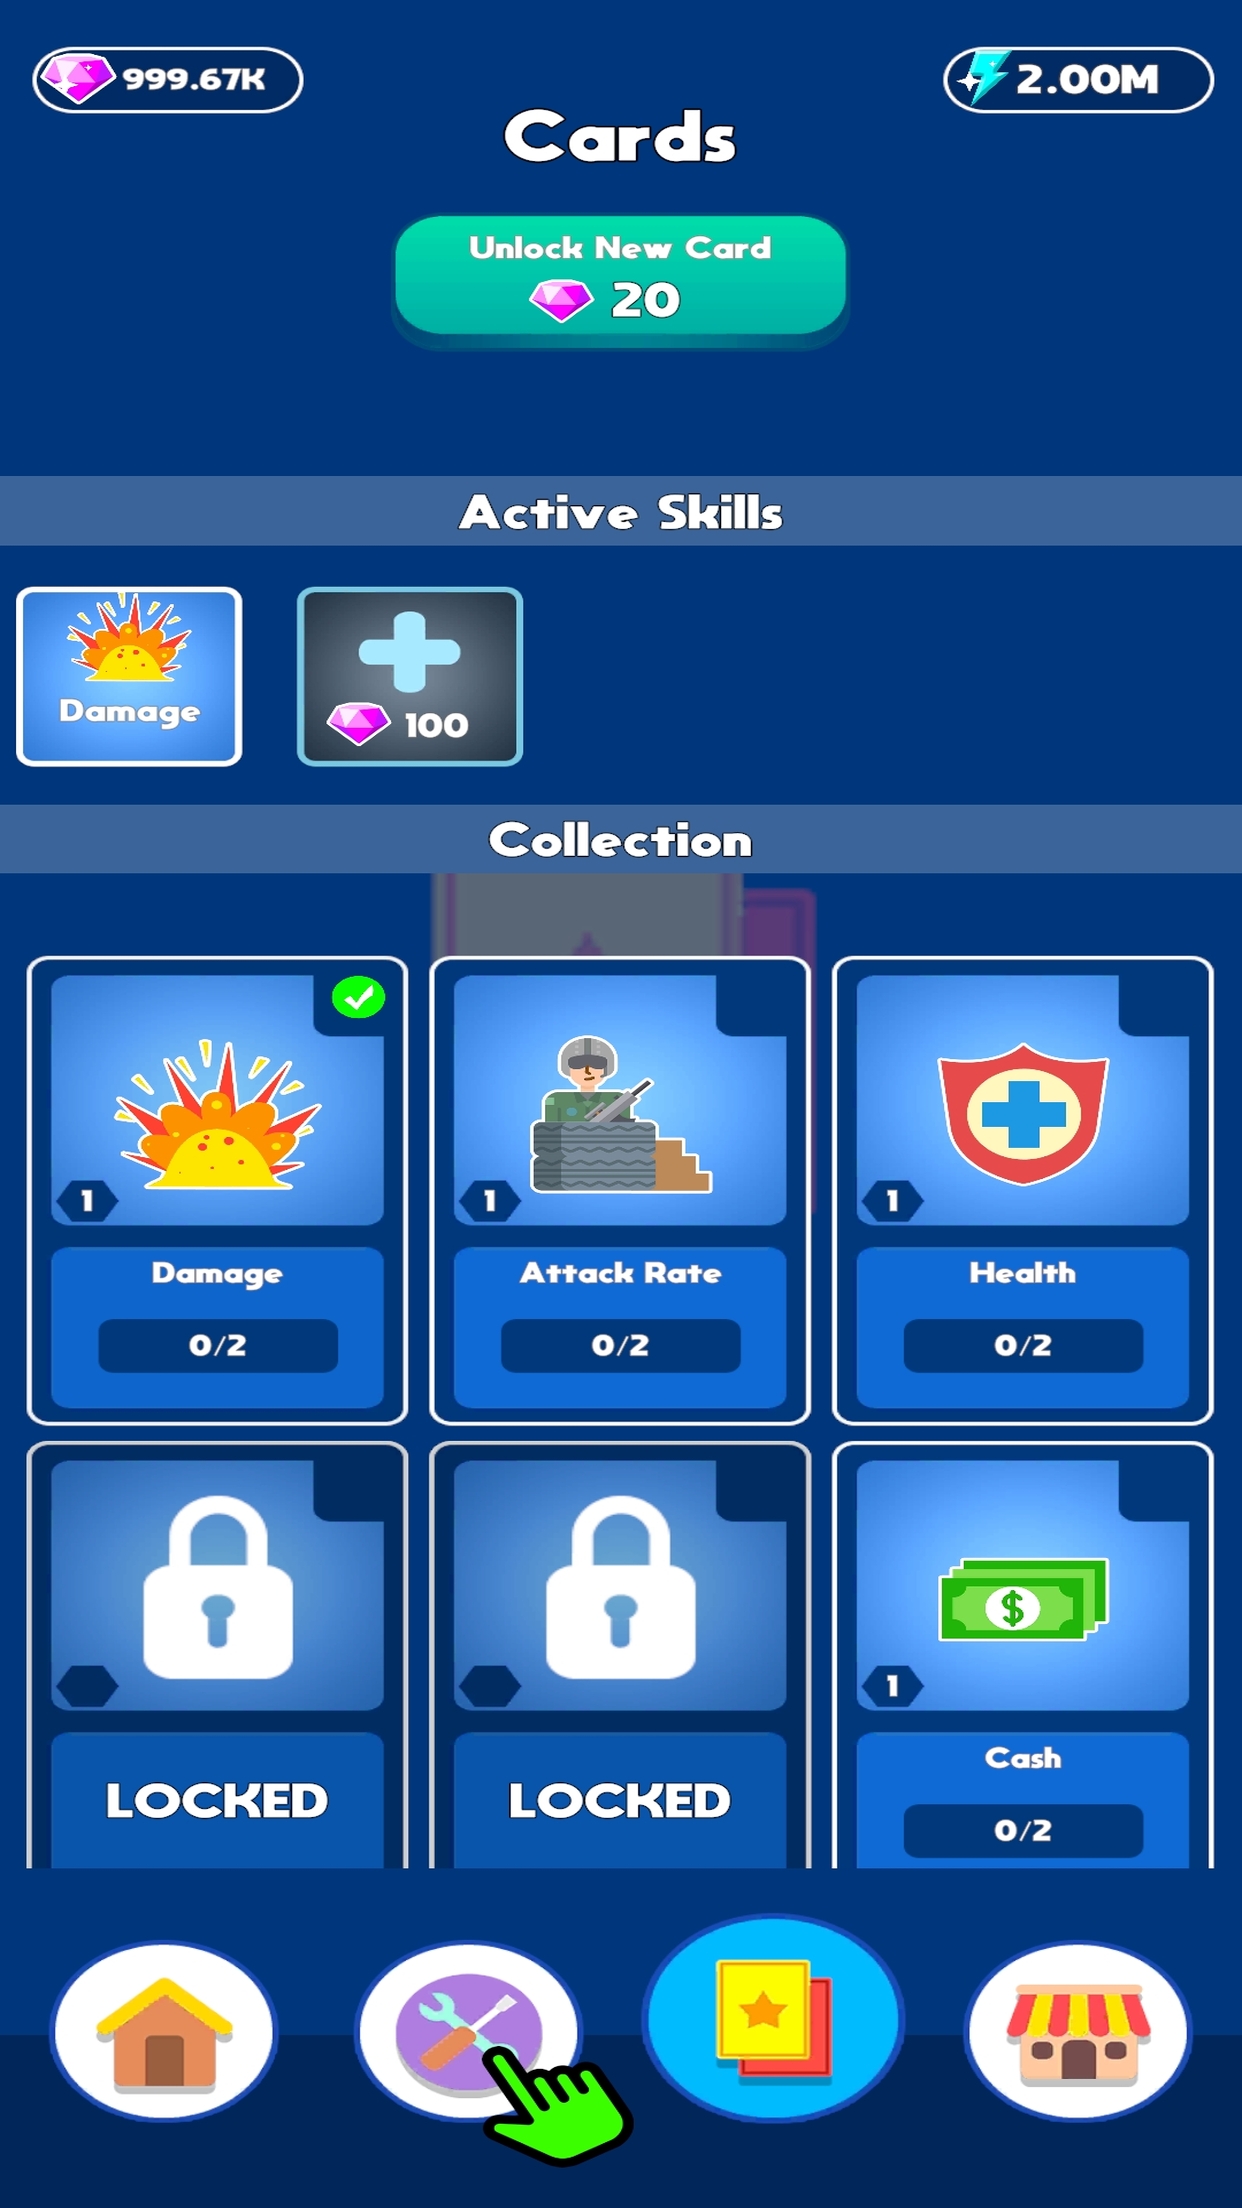 999.67K
2.00M
Cards
Unlock New Card
20
Active Skills
Damage
100
Collection
1
1
1
Damage
Attack Rate
Health
0/2
0/2
0/2
$
1
LOCKED
LOCKED
Cash
0/2